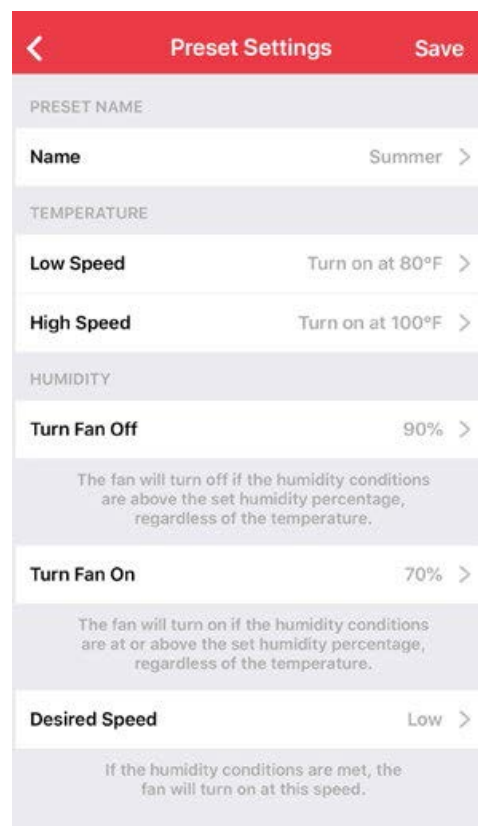 Preset Settings Save
PRESET NAME
Name Summer
TEMPERATURE
Low Speed Turn on at 80°F
High Speed Turn on at 100°F
HUMIDITY
Turn Fan Off 90%
The fan will turn off if the humidity conditions
are above the set humidity percentage,
regardless of the temperature.
Turn Fan On 70%
The fan will turn on if the humidity conditions
are at or above the set humidity percentage,
regardless of the temperature.
Desired Speed Low
If the humidity conditions are met, the
fan will turn on at this speed.